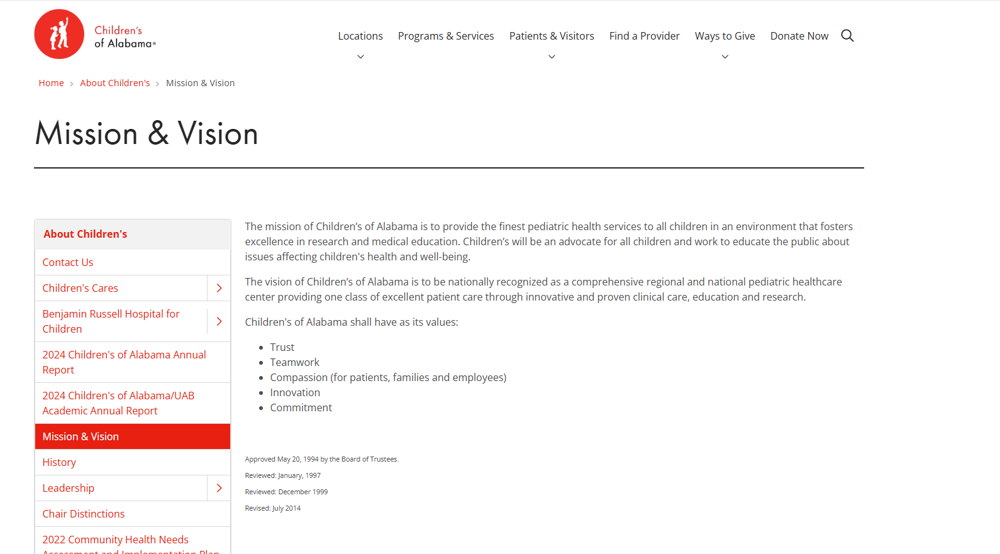 Children's
of Alabama®
Locations
Programs & Services
Patients & Visitors
Find a Provider
Ways to Give
Donate Now
Home > About Children's > Mission & Vision
Mission & Vision
About Children's
Contact Us
Children's Cares
Benjamin Russell Hospital for
Children
2024 Children's of Alabama Annual
Report
2024 Children's of Alabama/UAB
Academic Annual Report
Mission & Vision
History
Leadership
Chair Distinctions
2022 Community Health Needs
Assessment and Implementation Plan
The mission of Children’s of Alabama is to provide the finest pediatric health services to all children in an environment that fosters
excellence in research and medical education. Children’s will be an advocate for all children and work to educate the public about
issues affecting children's health and well-being.
The vision of Children’s of Alabama is to be nationally recognized as a comprehensive regional and national pediatric healthcare
center providing one class of excellent patient care through innovative and proven clinical care, education and research.
Children's of Alabama shall have as its values:
• Trust
• Teamwork
• Compassion (for patients, families and employees)
• Innovation
• Commitment
Approved May 20, 1994 by the Board of Trustees.
Reviewed: January, 1997
Reviewed: December 1999
Revised: July 2014